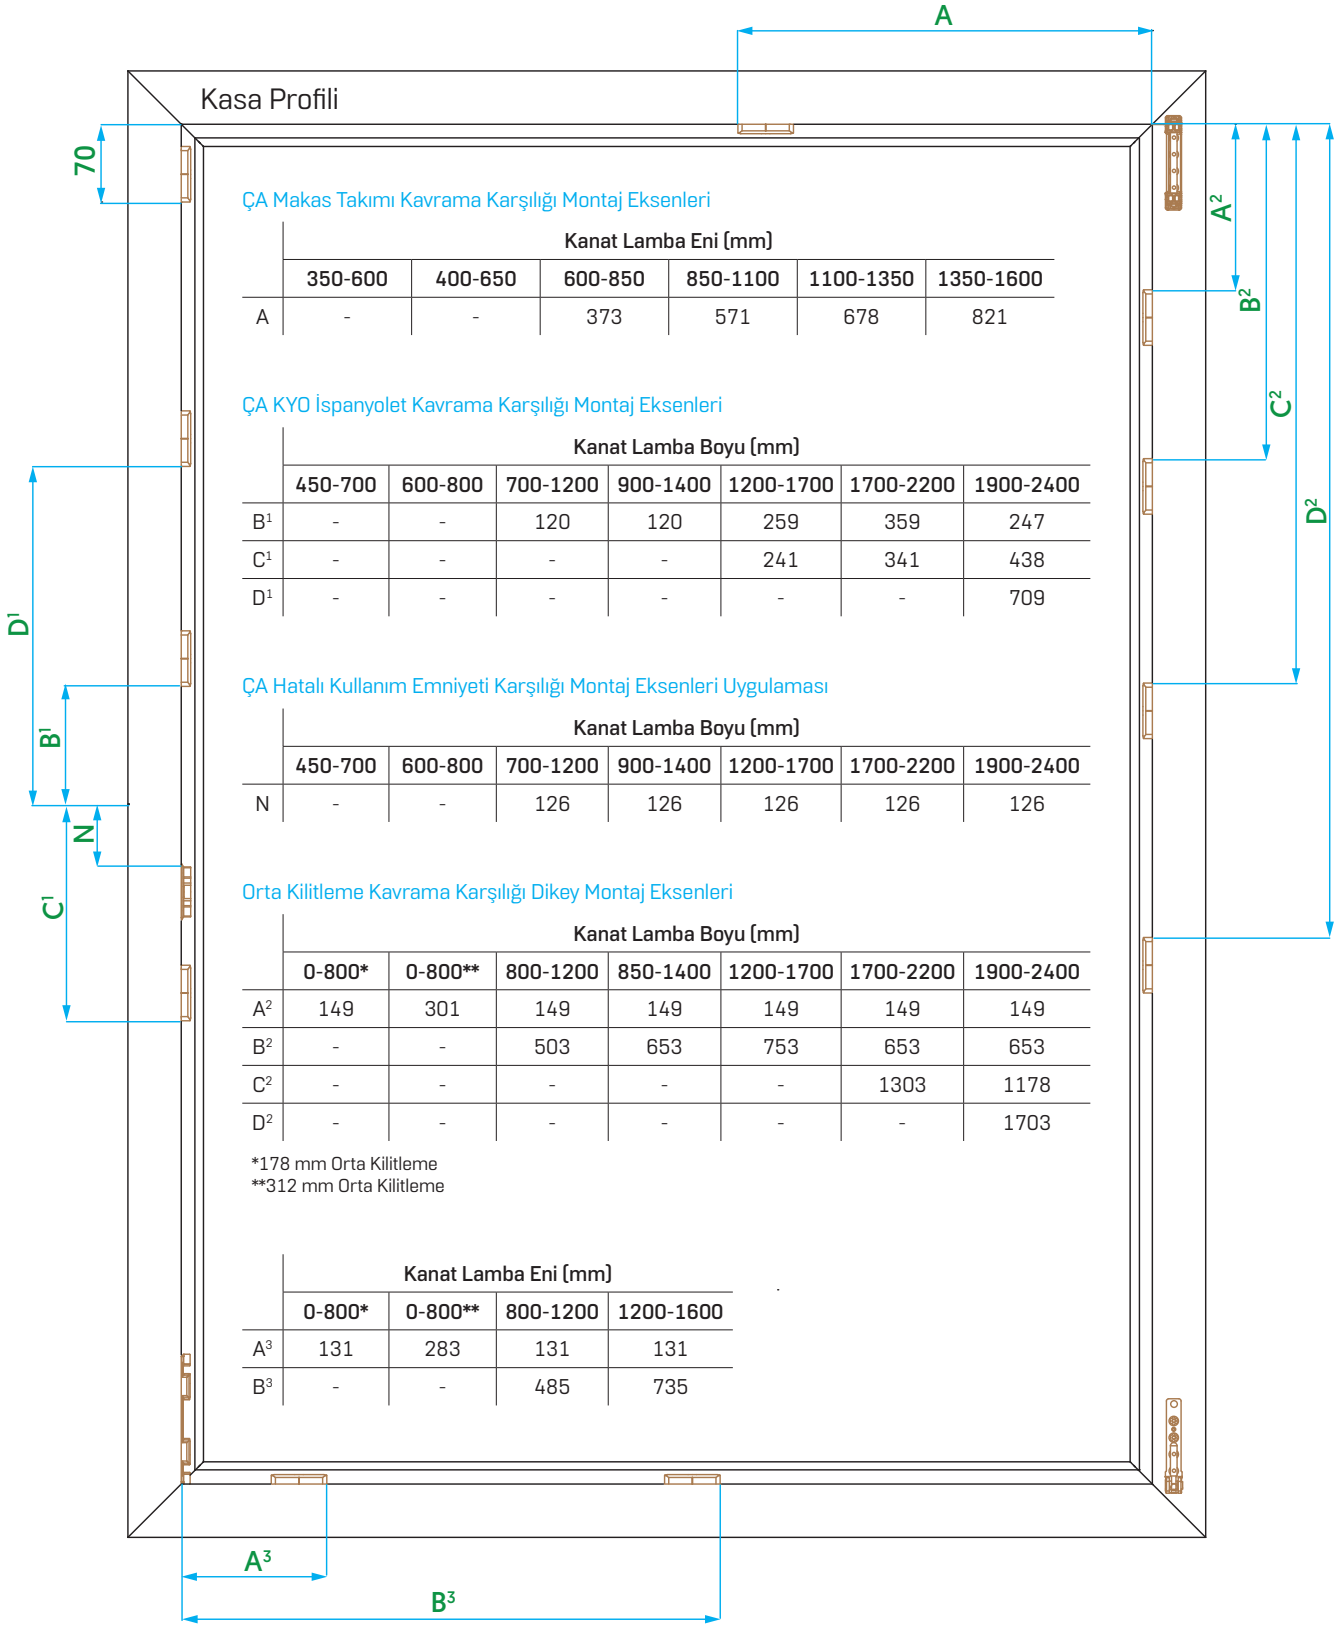 A
Kasa Profili
70
A²
B²
C²
D²
ÇA Makas Takımı Kavrama Karşılığı Montaj Eksenleri
Kanat Lamba Eni (mm)
350-600 400-650 600-850 850-1100 1100-1350 1350-1600
A - - 373 571 678 821
ÇA KYO İspanyolet Kavrama Karşılığı Montaj Eksenleri
Kanat Lamba Boyu (mm)
450-700 600-800 700-1200 900-1400 1200-1700 1700-2200 1900-2400
B¹ - - 120 120 259 359 247
C¹ - - - - 241 341 438
D¹ - - - - - - 709
D¹
B¹
N
C¹
ÇA Hatalı Kullanım Emniyeti Karşılığı Montaj Eksenleri Uygulaması
Kanat Lamba Boyu (mm)
450-700 600-800 700-1200 900-1400 1200-1700 1700-2200 1900-2400
N - - 126 126 126 126 126
Orta Kilitleme Kavrama Karşılığı Dikey Montaj Eksenleri
Kanat Lamba Boyu (mm)
0-800* 0-800** 800-1200 850-1400 1200-1700 1700-2200 1900-2400
A² 149 301 149 149 149 149 149
B² - - 503 653 753 653 653
C² - - - - - 1303 1178
D² - - - - - - 1703
*178 mm Orta Kilitleme
**312 mm Orta Kilitleme
Kanat Lamba Eni (mm)
0-800* 0-800** 800-1200 1200-1600
A³ 131 283 131 131
B³ - - 485 735
A³
B³